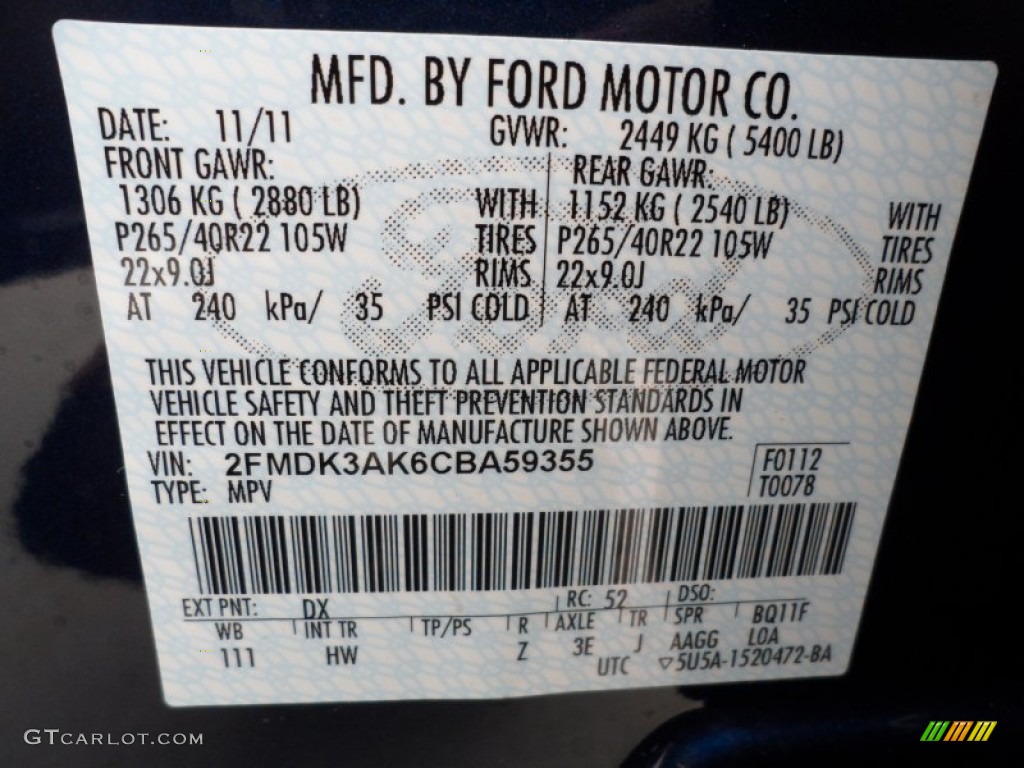 MFD. BY FORD MOTOR CO.
DATE: 11/11 GVWR: 2449 KG ( 5400 LB)
FRONT GAWR: REAR GAWR:
1306 KG ( 2880 LB) WITH 1152 KG ( 2540 LB) WITH
P265/40R22 105W TIRES P265/40R22 105W TIRES
22x9.0J RIMS 22x9.0J RIMS
AT 240 kPa/ 35 PSI COLD AT 240 kPa/ 35 PSI COLD
THIS VEHICLE CONFORMS TO ALL APPLICABLE FEDERAL MOTOR
VEHICLE SAFETY AND THEFT PREVENTION STANDARDS IN
EFFECT ON THE DATE OF MANUFACTURE SHOWN ABOVE.
VIN: 2FMDK3AK6CBA59355 F0112
TYPE: MPV T0078
EXT PNT: DX RC: 52 DSO:
WB INT TR TP/PS R AXLE TR SPR BQ11F
111 HW Z 3E J AAGG LOA
UTC ▽5U5A-1520472-BA
GTCARLOT.COM